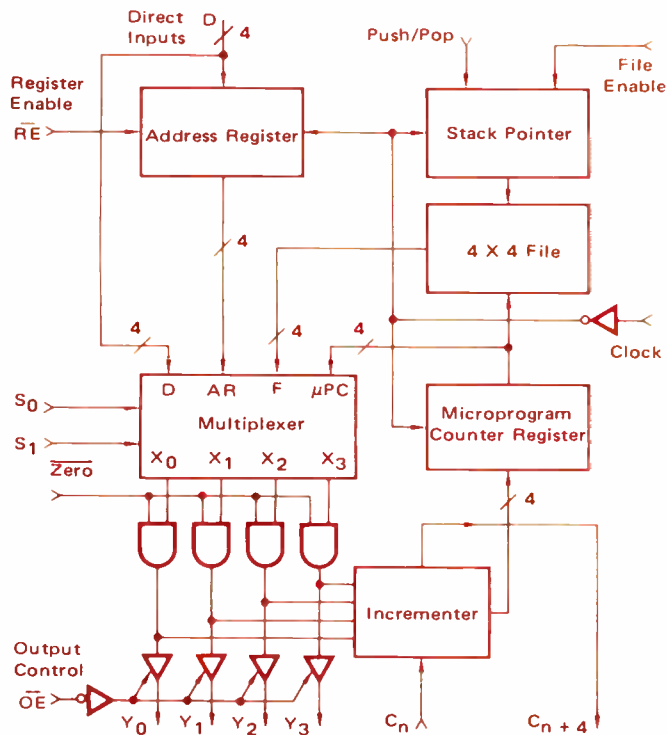 Direct D
Inputs 4
Push/Pop
File
Enable
Register
Enable
RE
Address Register
Stack Pointer
4
4 X 4 File
4
4
4
Clock
D AR F μPC
Multiplexer
X0 X1 X2 X3
S0
S1
Zero
Microprogram
Counter Register
4
Incrementer
Output
Control
OE
Y0 Y1 Y2 Y3
Cn
Cn + 4